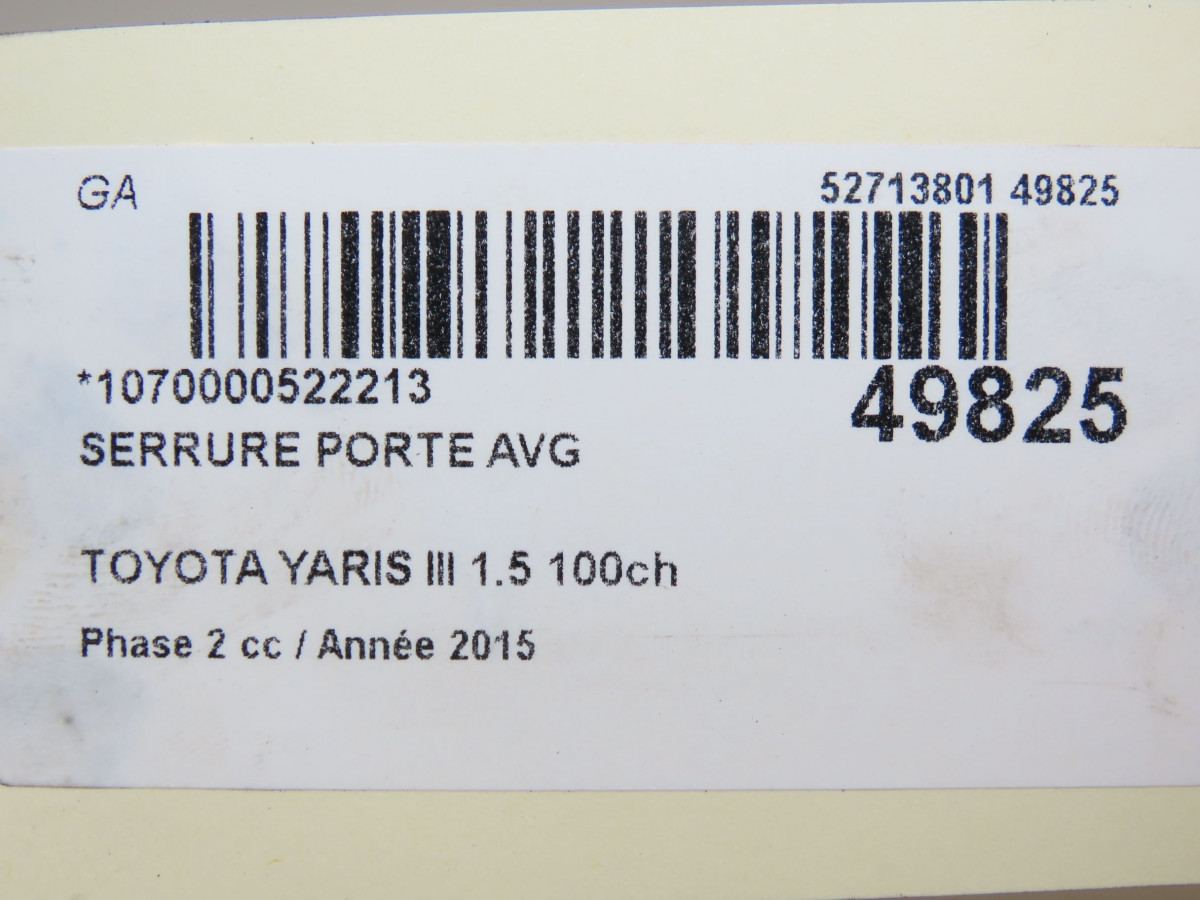 GA 52713801 49825
*1070000522213 49825
SERRURE PORTE AVG
TOYOTA YARIS III 1.5 100ch
Phase 2 cc / Année 2015